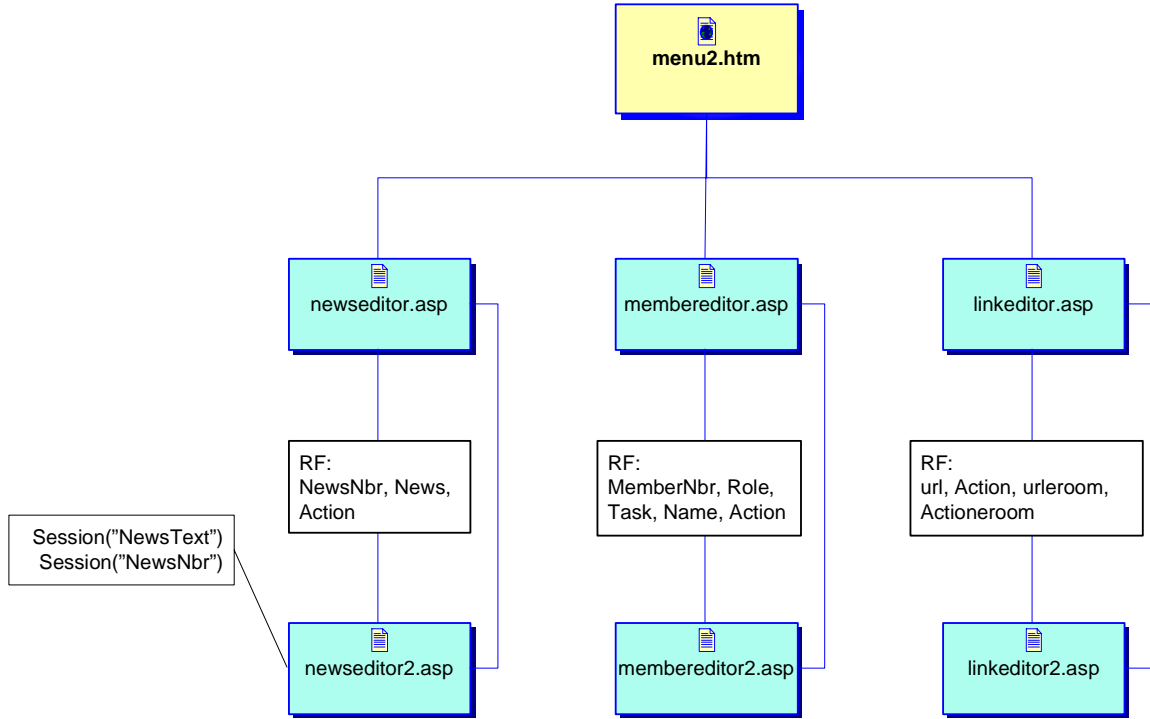 menu2.htm
newseditor.asp
membereditor.asp
linkeditor.asp
RF:
NewsNbr, News,
Action
RF:
MemberNbr, Role,
Task, Name, Action
RF:
url, Action, urleroom,
Actioneroom
Session(”NewsText”)
Session(”NewsNbr”)
newseditor2.asp
membereditor2.asp
linkeditor2.asp